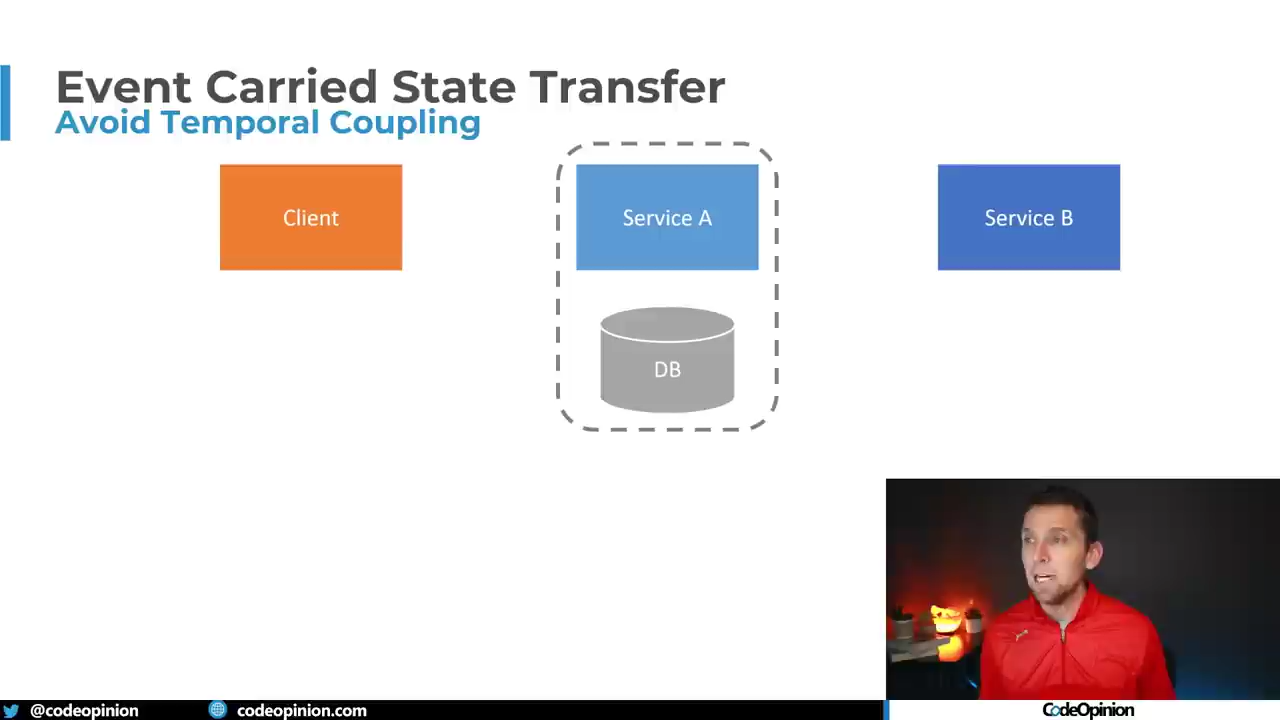 Event Carried State Transfer
Avoid Temporal Coupling
Client
Service A
Service B
DB
@codeopinion
codeopinion.com
CodeOpinion